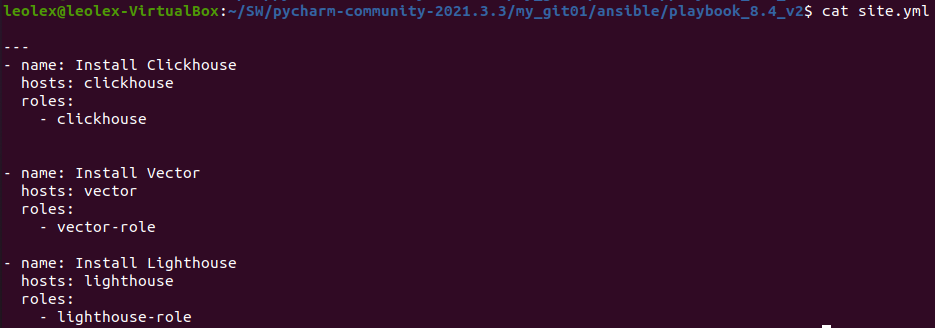 leolex@leolex-VirtualBox:~/SW/pycharm-community-2021.3.3/my_git01/ansible/playbook_8.4_v2$ cat site.yml
---
- name: Install Clickhouse
  hosts: clickhouse
  roles:
    - clickhouse
- name: Install Vector
  hosts: vector
  roles:
    - vector-role
- name: Install Lighthouse
  hosts: lighthouse
  roles:
    - lighthouse-role